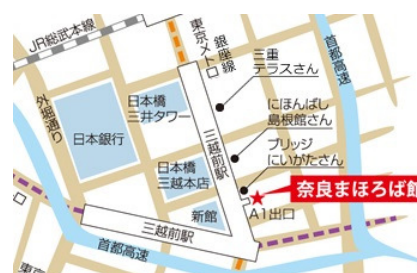 JR総武本線
東京メトロ
銀座線
首都高速
三重
テラスさん
外堀通り
日本橋
三井タワー
にほんばし
島根館さん
日本銀行
三越前駅
ブリッジ
にいがたさん
日本橋
三越本店
奈良まほろば館
新館
A1出口
三越前駅
首都高速